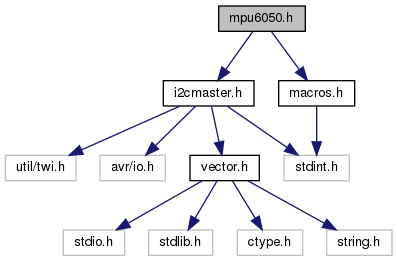 mpu6050.h
i2cmaster.h
macros.h
util/twi.h
avr/io.h
vector.h
stdint.h
stdio.h
stdlib.h
ctype.h
string.h